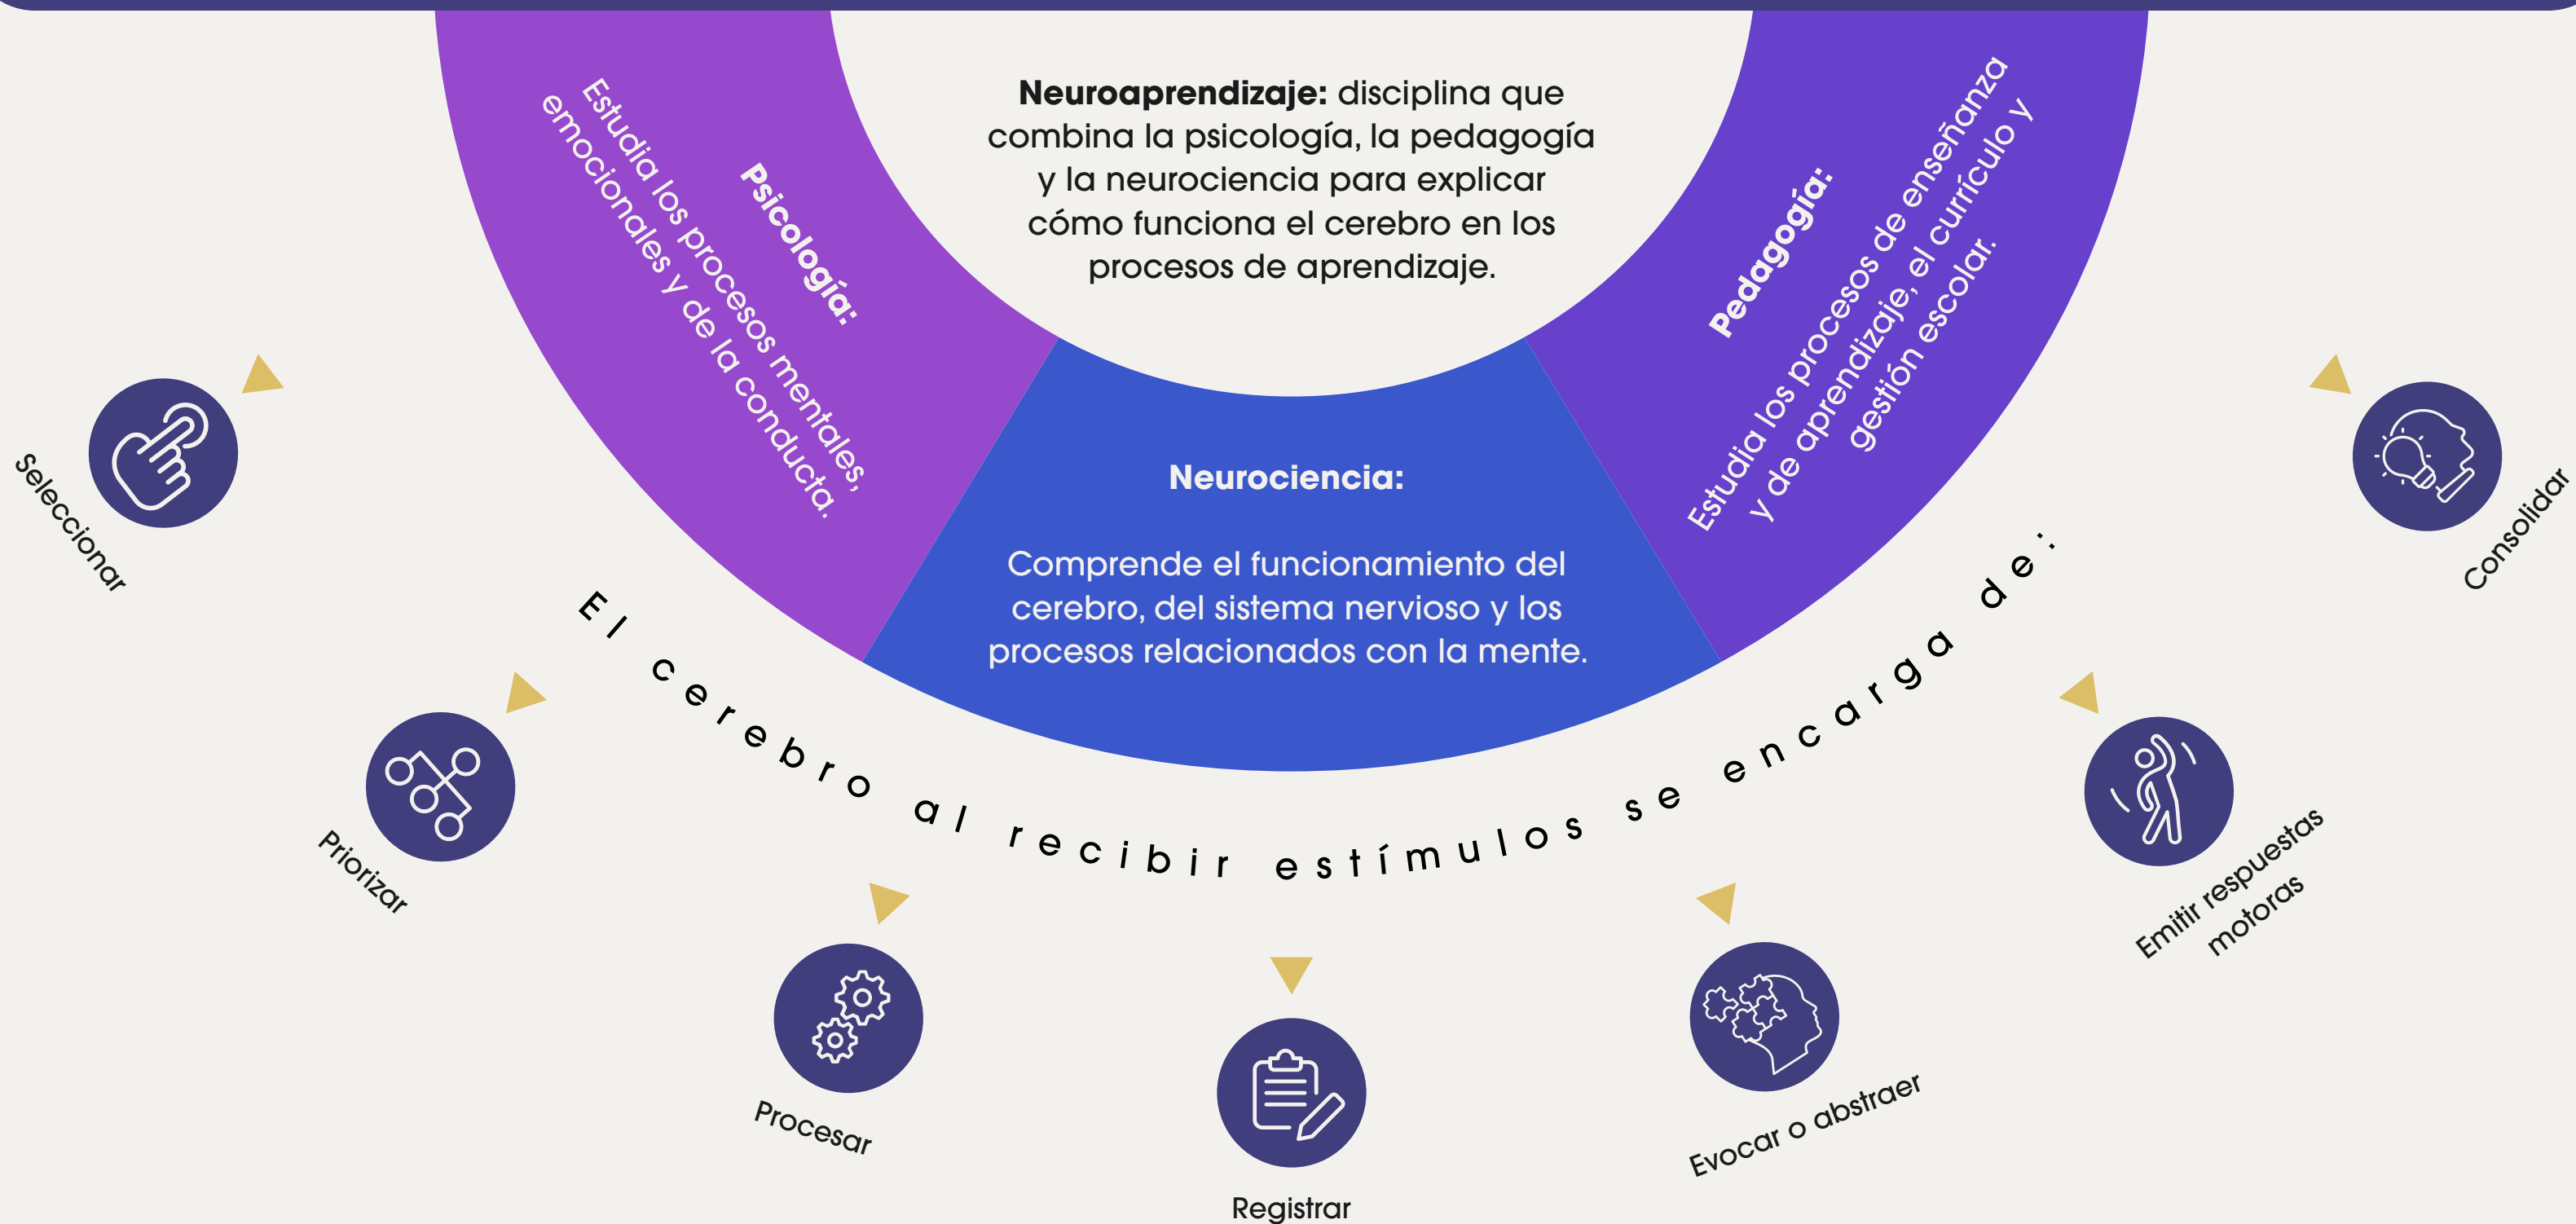 Neuroaprendizaje: disciplina que
combina la psicología, la pedagogía
y la neurociencia para explicar
cómo funciona el cerebro en los
procesos de aprendizaje.
Psicología:
Estudia los procesos mentales,
emocionales y de la conducta.
Neurociencia:
Comprende el funcionamiento del
cerebro, del sistema nervioso y los
procesos relacionados con la mente.
Pedagogía:
Estudia los procesos de enseñanza
y de aprendizaje, el currículo y
gestión escolar.
El cerebro al recibir estímulos se encarga de:
Seleccionar
Priorizar
Procesar
Registrar
Evocar o abstraer
Emitir respuestas
motoras
Consolidar